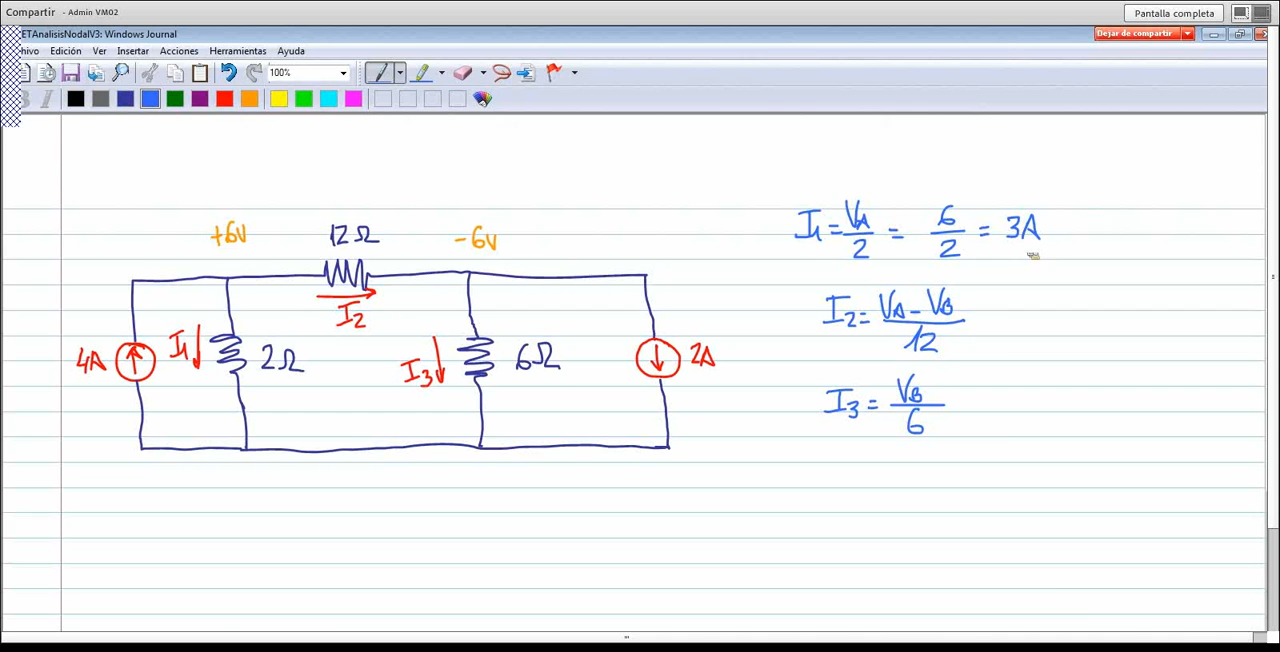 Compartir - Admin VM02
Pantalla completa
ETAnalisisNodalV3: Windows Journal
Dejar de compartir
hivo Edición Ver Insertar Acciones Herramientas Ayuda
100%
B I
+6V 12Ω -6V
I2
4A I1 2Ω I3 6Ω 2A
I1 = VA/2 = 6/2 = 3A
I2 = VA - VB/12
I3 = VB/6